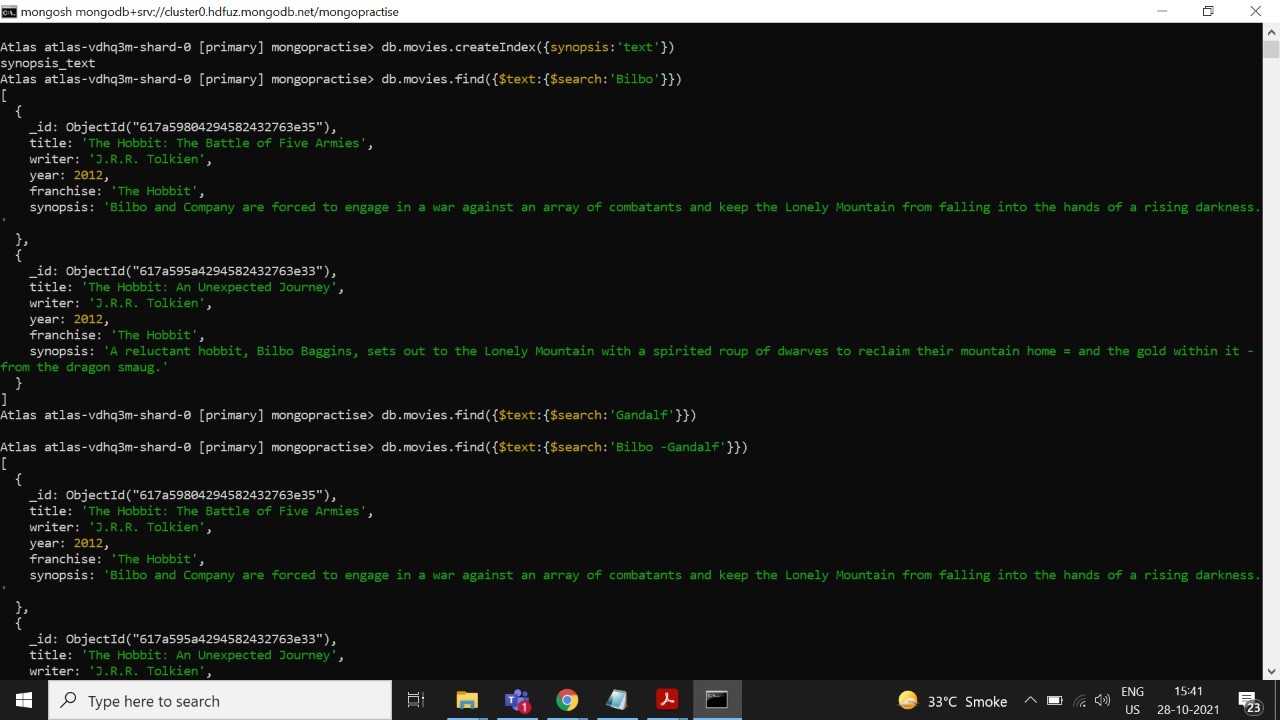 mongosh mongodb+srv://cluster0.hdfuz.mongodb.net/mongopractise
Atlas atlas-vdhq3m-shard-0 [primary] mongopractise> db.movies.createIndex({synopsis:'text'})
synopsis_text
Atlas atlas-vdhq3m-shard-0 [primary] mongopractise> db.movies.find({$text:{$search:'Bilbo'}})
[
  {
    _id: ObjectId("617a59804294582432763e35"),
    title: 'The Hobbit: The Battle of Five Armies',
    writer: 'J.R.R. Tolkien',
    year: 2012,
    franchise: 'The Hobbit',
    synopsis: 'Bilbo and Company are forced to engage in a war against an array of combatants and keep the Lonely Mountain from falling into the hands of a rising darkness.
'
  },
  {
    _id: ObjectId("617a595a4294582432763e33"),
    title: 'The Hobbit: An Unexpected Journey',
    writer: 'J.R.R. Tolkien',
    year: 2012,
    franchise: 'The Hobbit',
    synopsis: 'A reluctant hobbit, Bilbo Baggins, sets out to the Lonely Mountain with a spirited roup of dwarves to reclaim their mountain home = and the gold within it -
from the dragon smaug.'
  }
]
Atlas atlas-vdhq3m-shard-0 [primary] mongopractise> db.movies.find({$text:{$search:'Gandalf'}})
Atlas atlas-vdhq3m-shard-0 [primary] mongopractise> db.movies.find({$text:{$search:'Bilbo -Gandalf'}})
[
  {
    _id: ObjectId("617a59804294582432763e35"),
    title: 'The Hobbit: The Battle of Five Armies',
    writer: 'J.R.R. Tolkien',
    year: 2012,
    franchise: 'The Hobbit',
    synopsis: 'Bilbo and Company are forced to engage in a war against an array of combatants and keep the Lonely Mountain from falling into the hands of a rising darkness.
'
  },
  {
    _id: ObjectId("617a595a4294582432763e33"),
    title: 'The Hobbit: An Unexpected Journey',
    writer: 'J.R.R. Tolkien',
Type here to search
1
33°C Smoke
ENG
US
15:41
28-10-2021
23